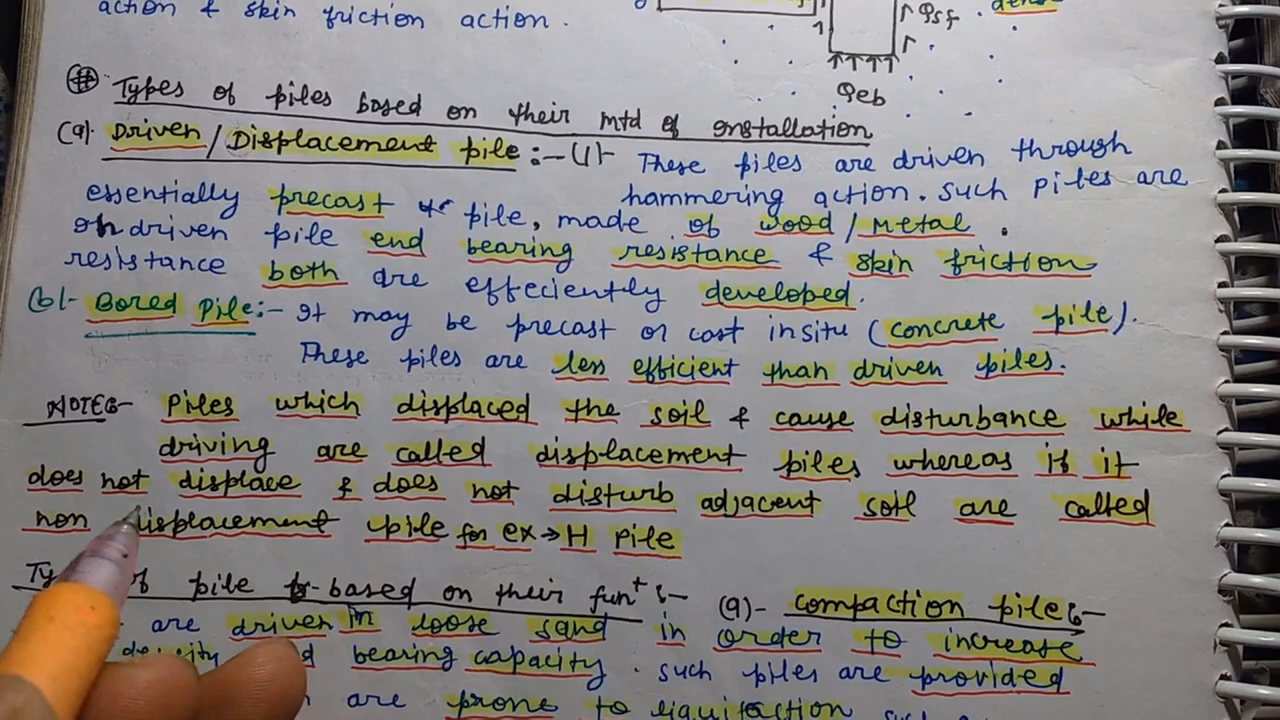 action & skin friction action.
Qsf
dense
Qeb
Types of piles based on their mtd of onstallation
(a). Driven/Displacement pile :- (1)- These piles are driven through
hammering action. such piles are
essentially precast pile, made of wood/metal.
on driven pile end bearing resistance & skin friction
resistance both are effeciently developed.
(b)- Bored Pile:- It may be precast or cast insitu (concrete pile).
These piles are less efficient than driven piles.
NOTE:- Piles which displaced the soil & cause disturbance while
driving are called displacement piles, whereas if it
does not displace & does not disturb adjacent soil are called
non displacement pile for ex → H Pile
of pile based on their fun+ :- (a)- compaction pile:-
are driven in loose sand in order to increase
bearing capacity. such piles are provided
are prone to liquifaction